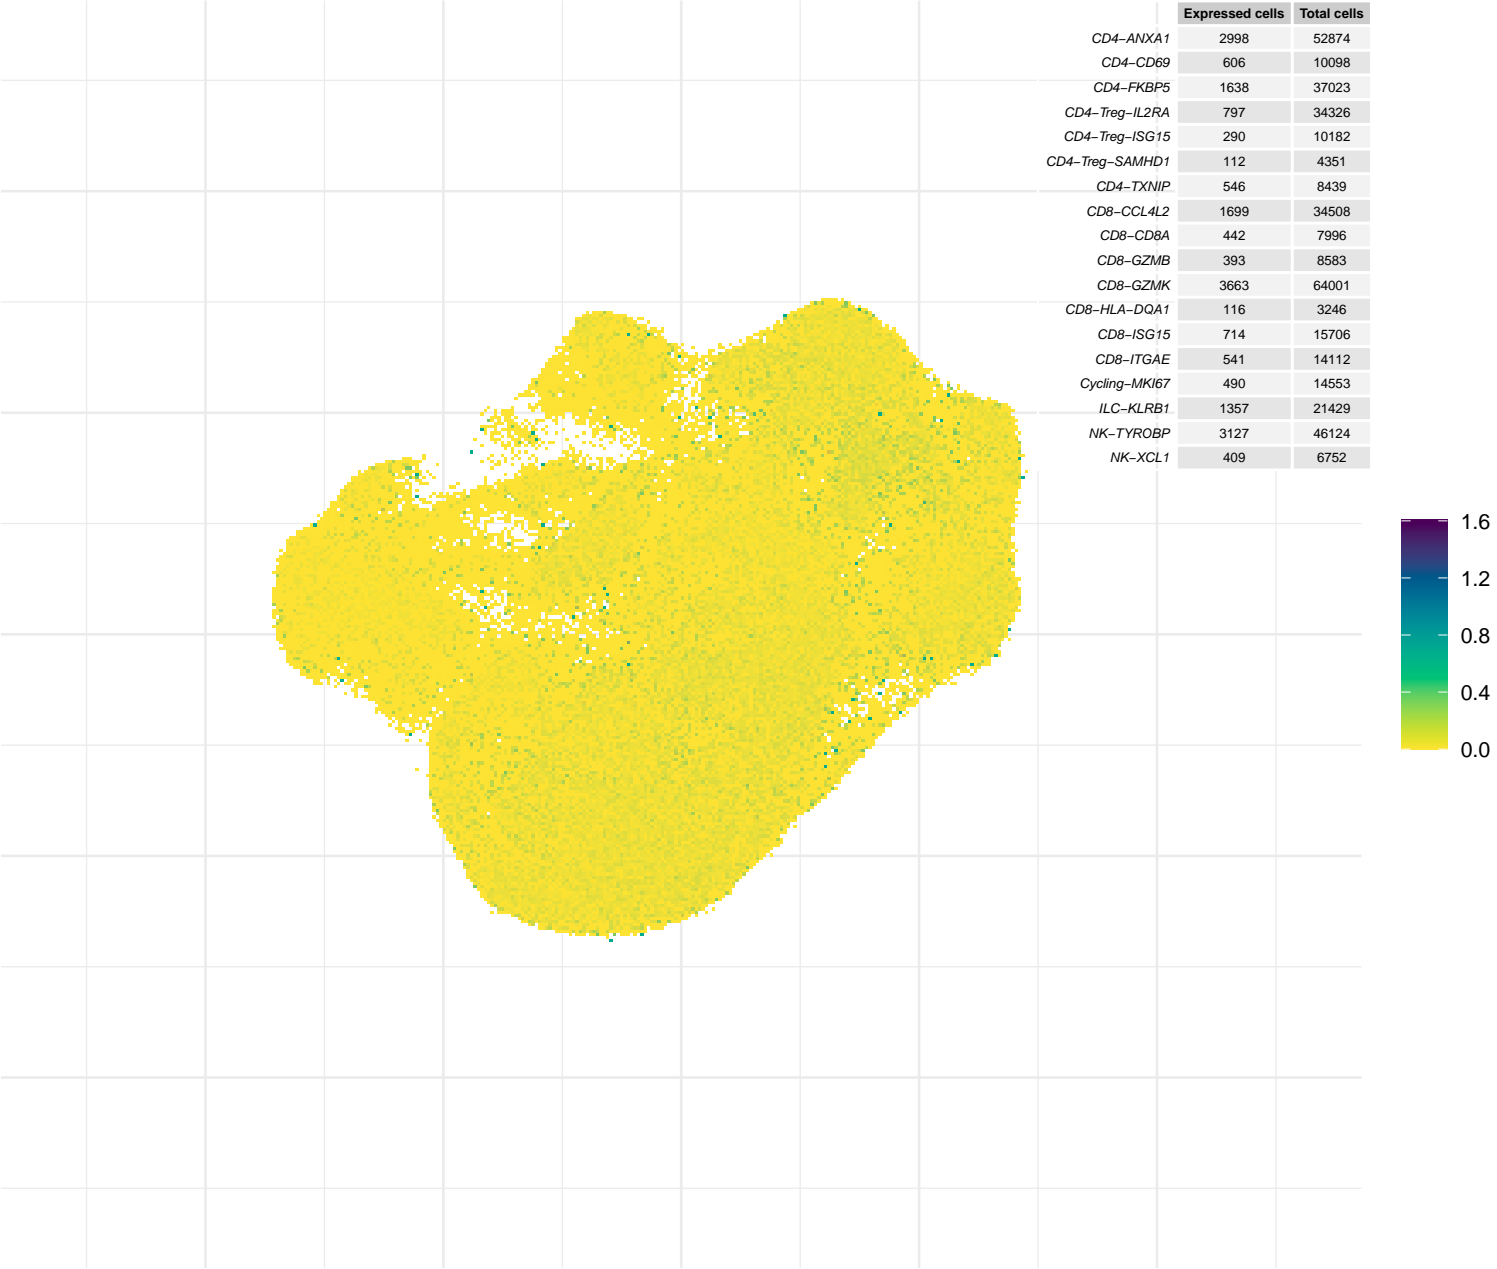 Expressed cells Total cells
CD4−ANXA1 2998 52874
CD4−CD69 606 10098
CD4−FKBP5 1638 37023
CD4−Treg−IL2RA 797 34326
CD4−Treg−ISG15 290 10182
CD4−Treg−SAMHD1 112 4351
CD4−TXNIP 546 8439
CD8−CCL4L2 1699 34508
CD8−CD8A 442 7996
CD8−GZMB 393 8583
CD8−GZMK 3663 64001
CD8−HLA−DQA1 116 3246
CD8−ISG15 714 15706
CD8−ITGAE 541 14112
Cycling−MKI67 490 14553
ILC−KLRB1 1357 21429
NK−TYROBP 3127 46124
NK−XCL1 409 6752
1.6
1.2
0.8
0.4
0.0